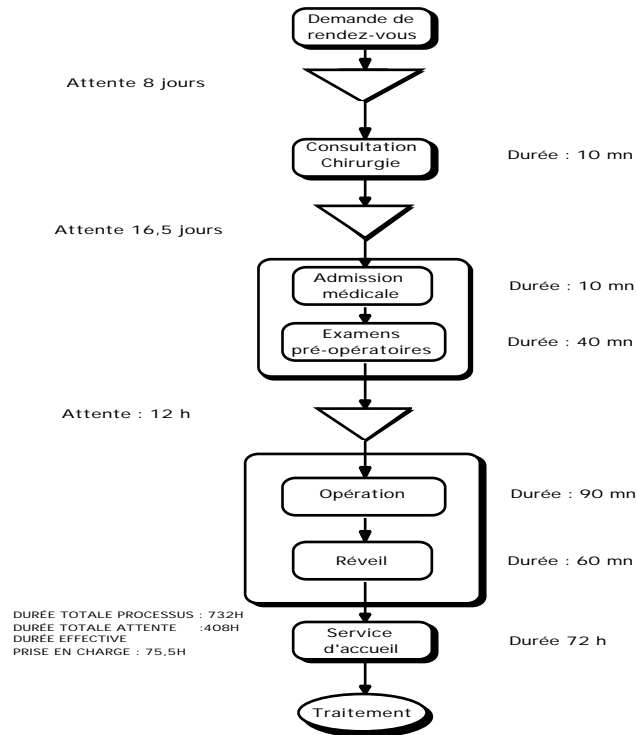 Demande de
rendez-vous
Attente 8 jours
Consultation
Chirurgie
Durée : 10 mn
Attente 16,5 jours
Admission
médicale
Durée : 10 mn
Examens
pré-opératoires
Durée : 40 mn
Attente : 12 h
Opération
Durée : 90 mn
Réveil
Durée : 60 mn
DURÉE TOTALE PROCESSUS : 732H
DURÉE TOTALE ATTENTE :408H
DURÉE EFFECTIVE
PRISE EN CHARGE : 75,5H
Service
d'accueil
Durée 72 h
Traitement